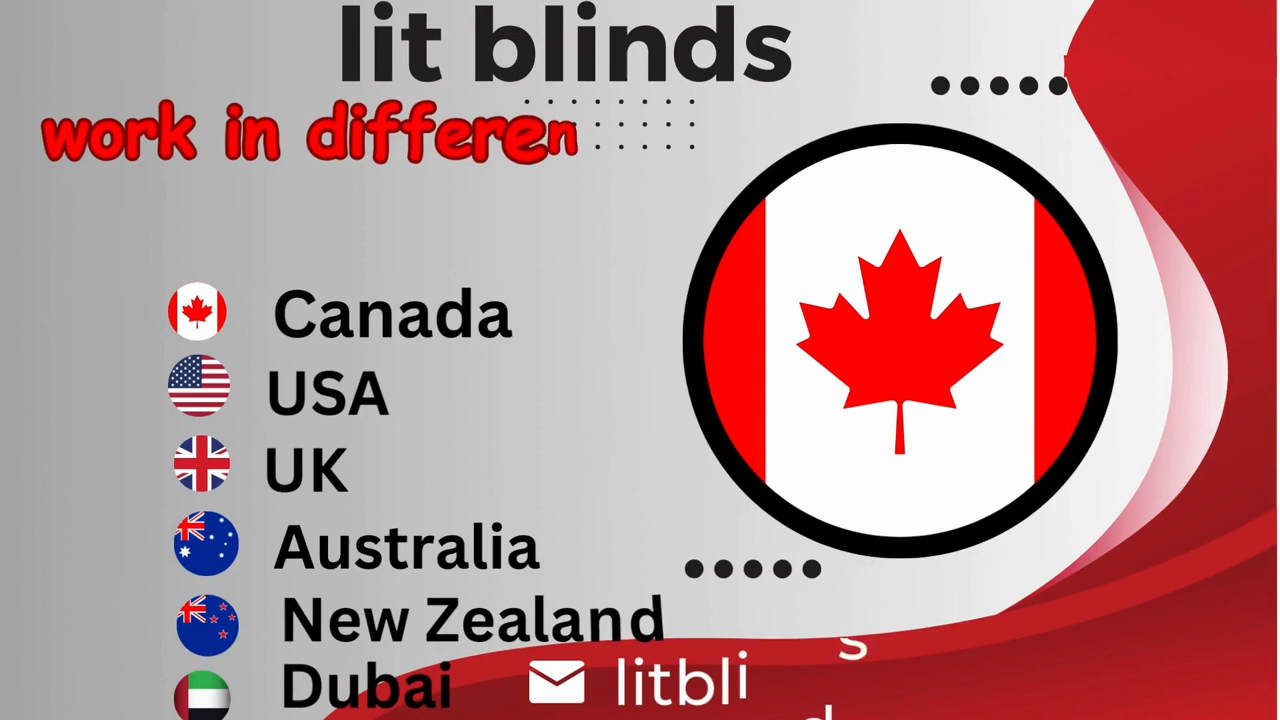 lit blinds
work in differen
Canada
USA
UK
Australia
New Zealand
Dubai
litbli
s
d